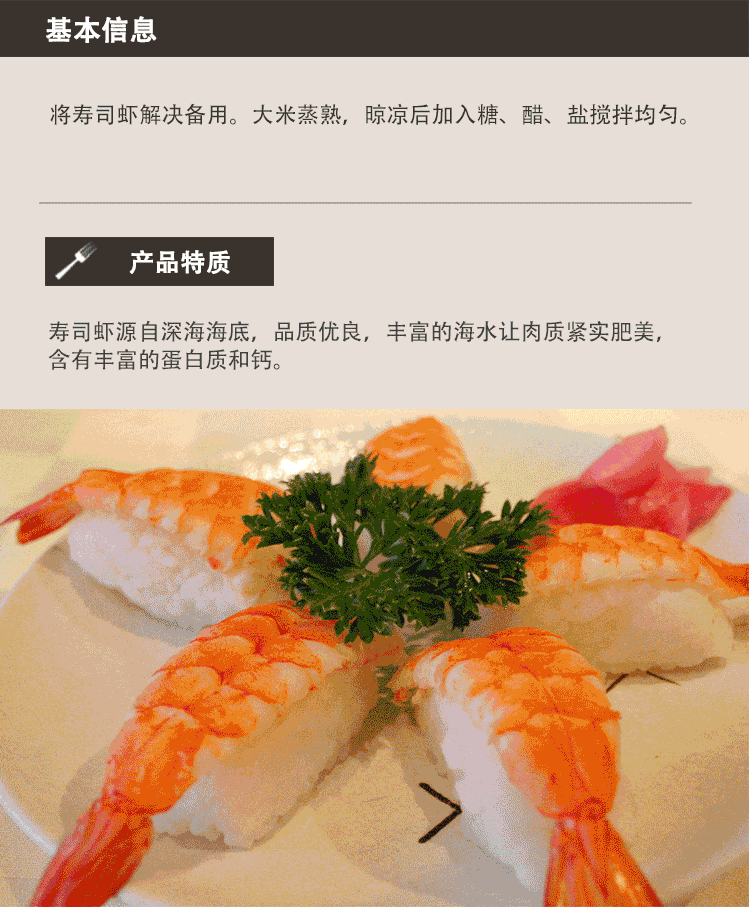 基本信息
将寿司虾解决备用。大米蒸熟，晾凉后加入糖、醋、盐搅拌均匀。
产品特质
寿司虾源自深海海底，品质优良，丰富的海水让肉质紧实肥美，
含有丰富的蛋白质和钙。